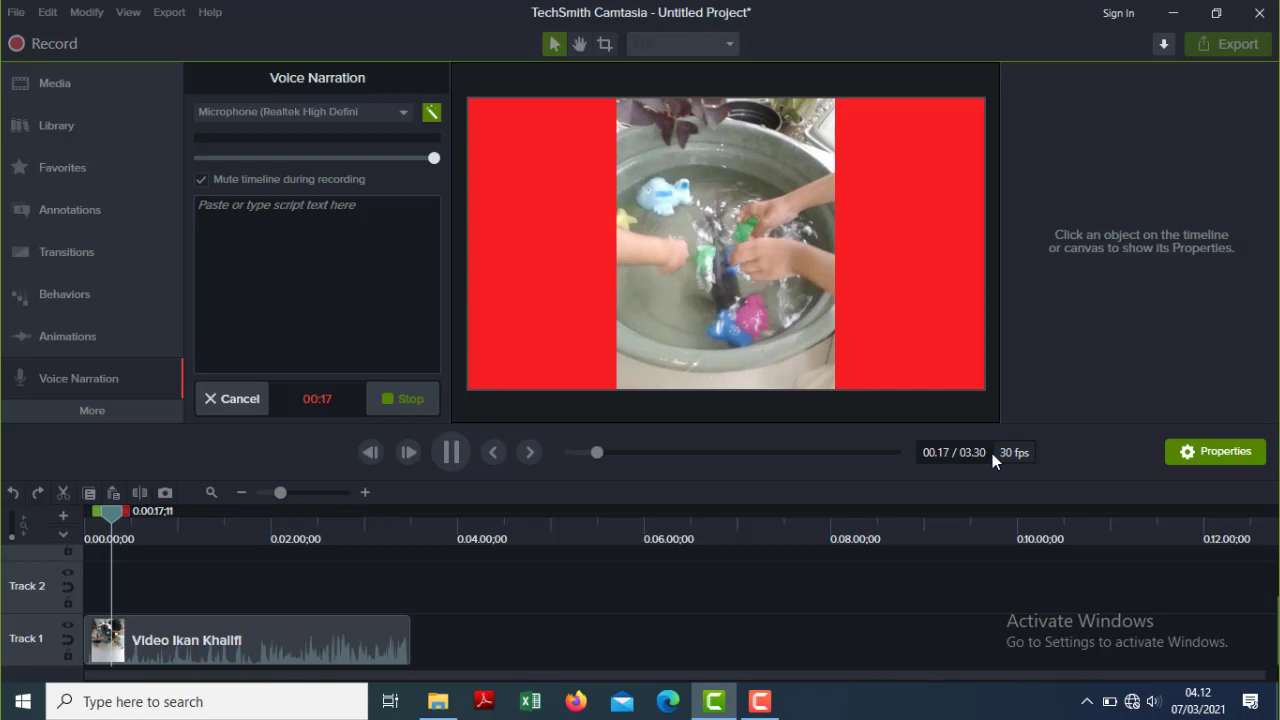 File Edit Modify View Export Help
TechSmith Camtasia - Untitled Project*
Sign In
Record
Export
Media
Library
Favorites
Annotations
Transitions
Behaviors
Animations
Voice Narration
More
Voice Narration
Microphone (Realtek High Defini
Mute timeline during recording
Paste or type script text here
Cancel
00:17
Stop
Click an object on the timeline
or canvas to show its Properties.
00.17 / 03.30
30 fps
Properties
0.00.17;11
0.00.00;00 0.02.00;00 0.04.00;00 0.06.00;00 0.08.00;00 0.10.00;00 0.12.00;00
Track 2
Track 1
Video Ikan Khalifi
Activate Windows
Go to Settings to activate Windows.
Type here to search
04.12
07/03/2021